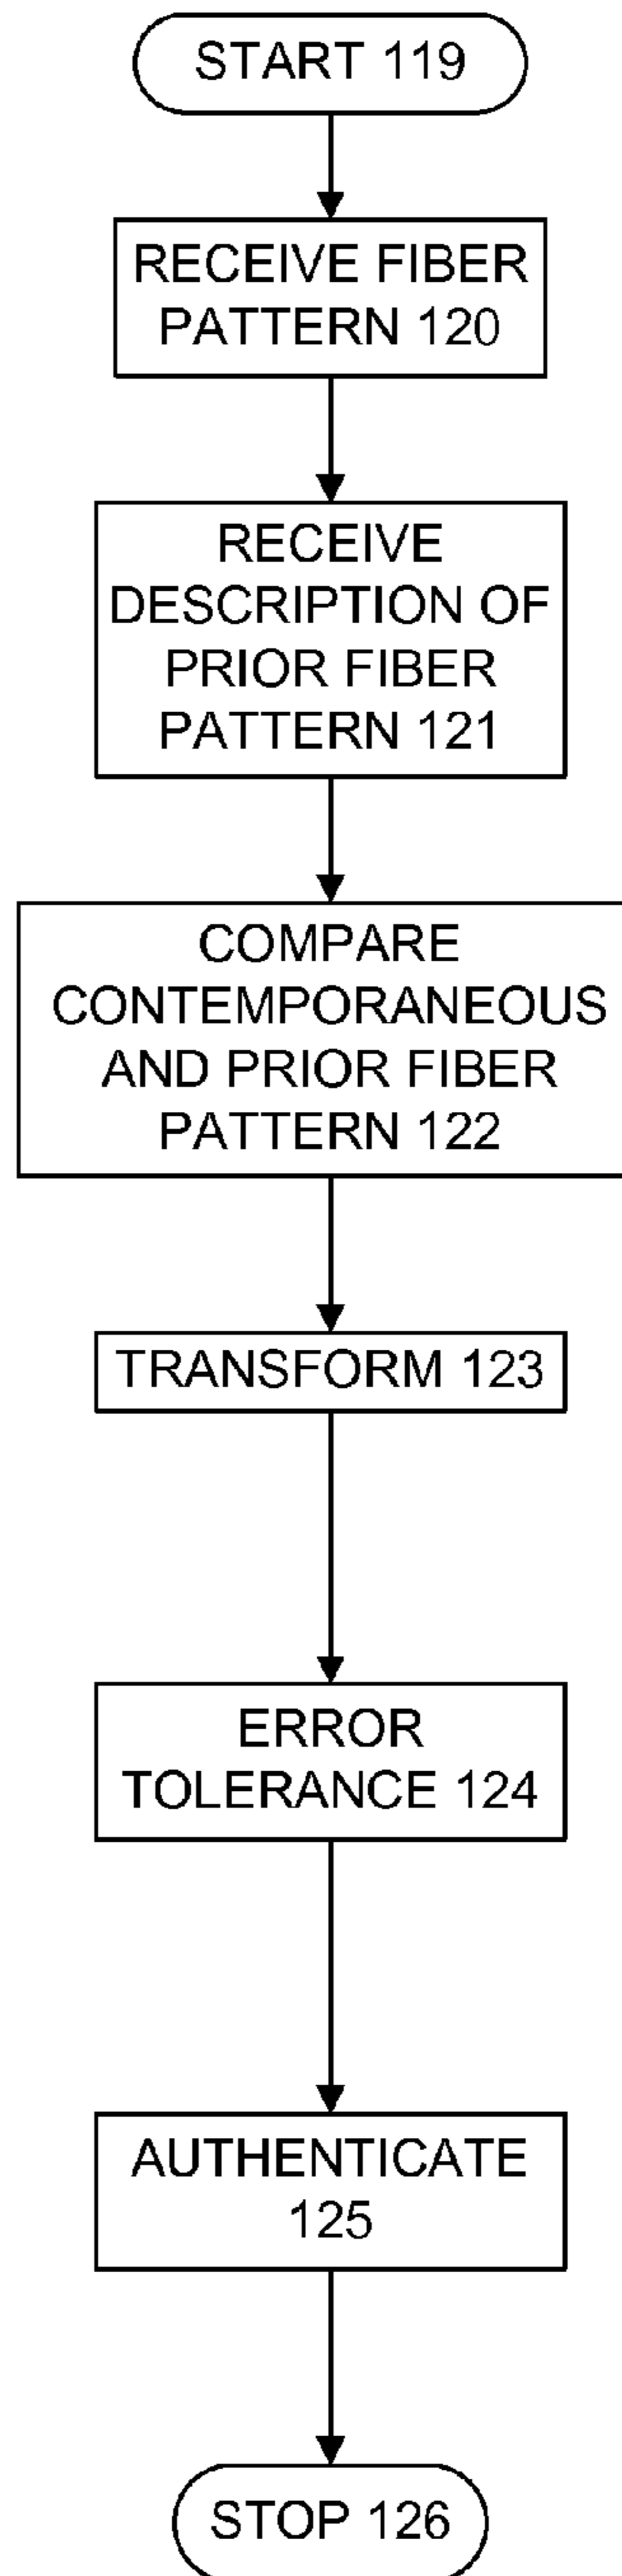 START 119
RECEIVE FIBER
PATTERN 120
RECEIVE
DESCRIPTION OF
PRIOR FIBER
PATTERN 121
COMPARE
CONTEMPORANEOUS
AND PRIOR FIBER
PATTERN 122
TRANSFORM 123
ERROR
TOLERANCE 124
AUTHENTICATE
125
STOP 126